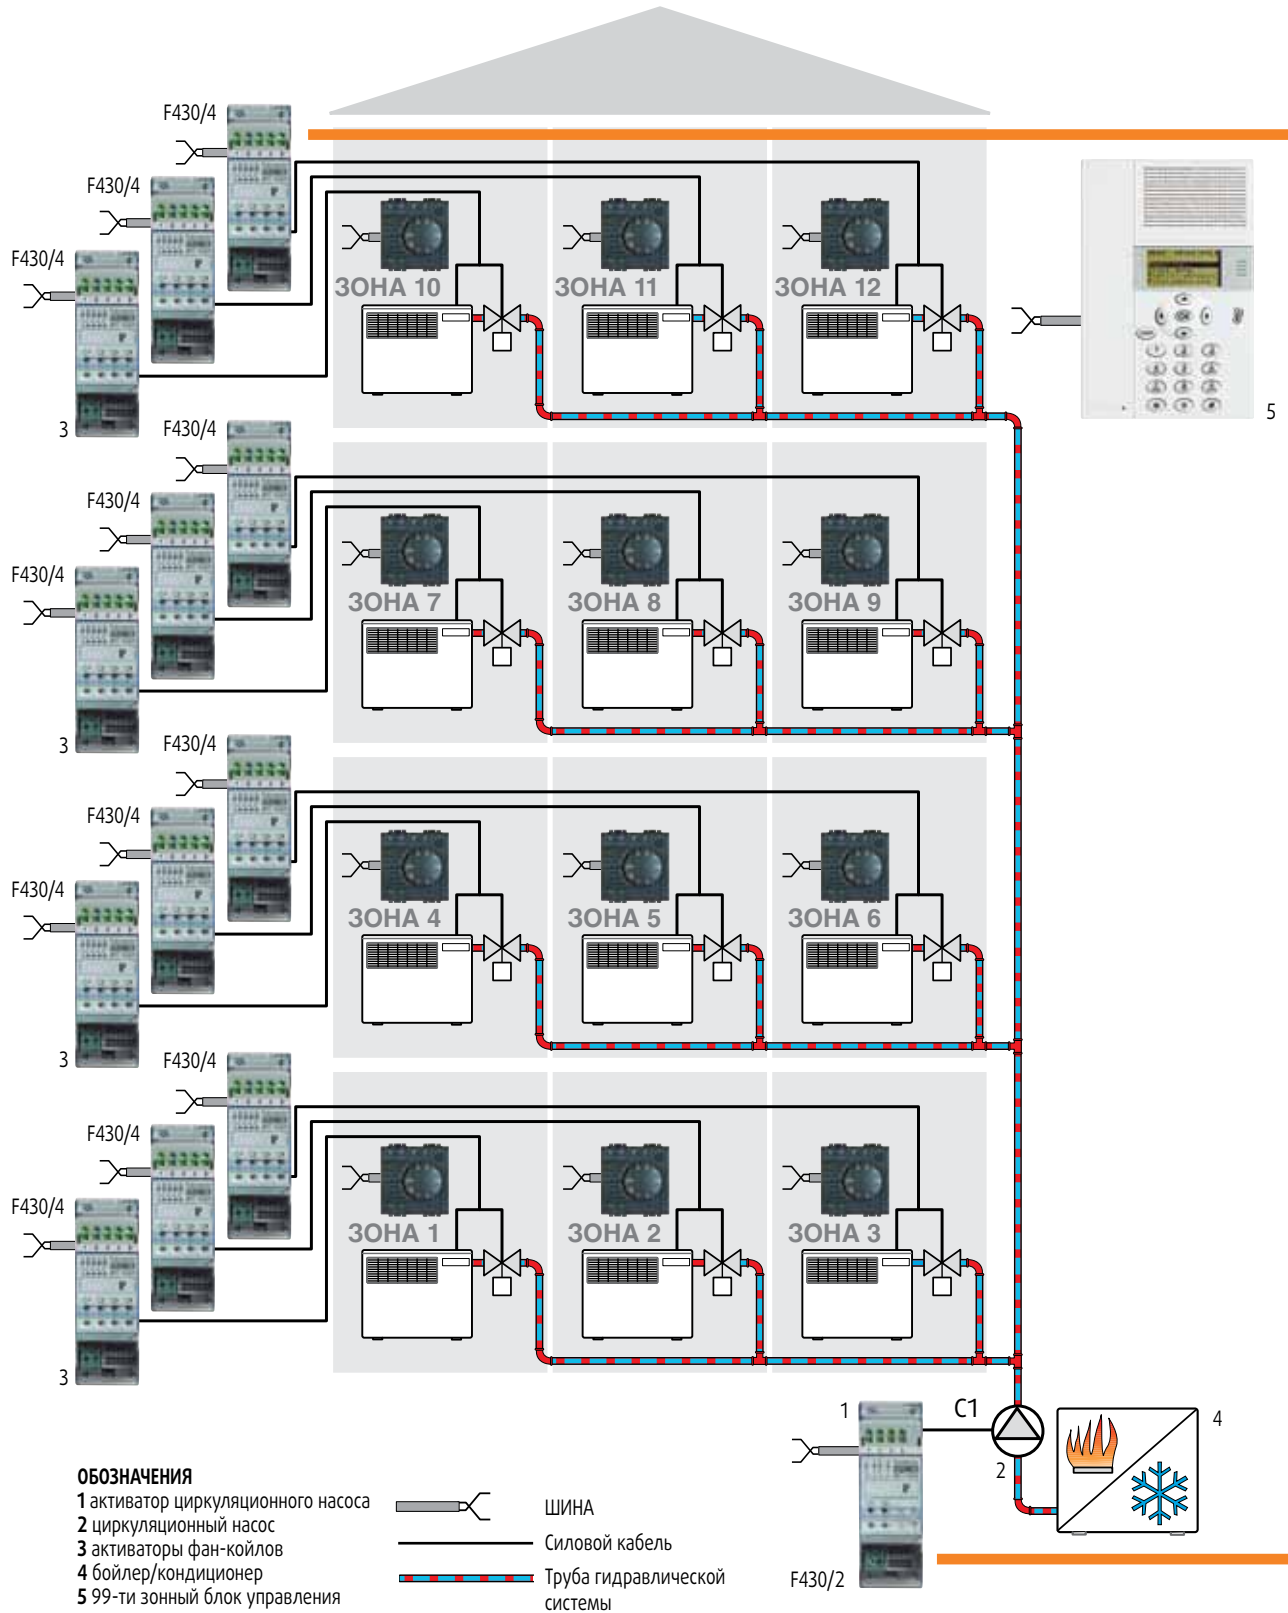 F430/4
F430/4
F430/4
ЗОНА 10
ЗОНА 11
ЗОНА 12
3
5
F430/4
F430/4
F430/4
ЗОНА 7
ЗОНА 8
ЗОНА 9
3
F430/4
F430/4
F430/4
ЗОНА 4
ЗОНА 5
ЗОНА 6
3
F430/4
F430/4
F430/4
ЗОНА 1
ЗОНА 2
ЗОНА 3
3
1
C1
4
2
F430/2
ОБОЗНАЧЕНИЯ
1 активатор циркуляционного насоса
2 циркуляционный насос
3 активаторы фан-койлов
4 бойлер/кондиционер
5 99-ти зонный блок управления
ШИНА
Силовой кабель
Труба гидравлической
системы